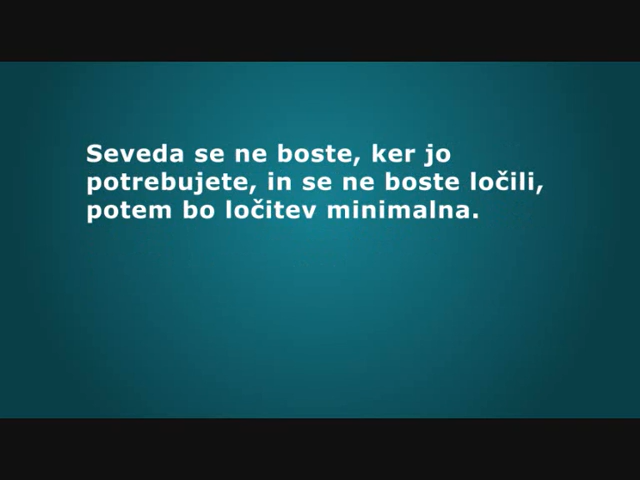 Seveda se ne boste, ker jo
potrebujete, in se ne boste ločili,
potem bo ločitev minimalna.